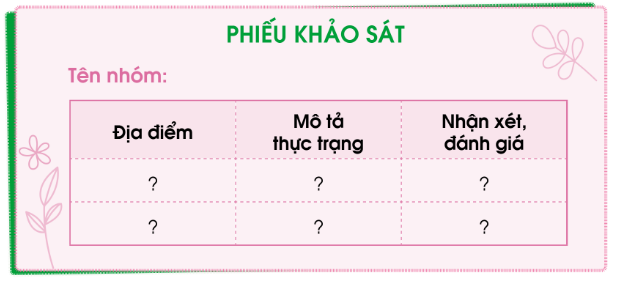 PHIẾU KHẢO SÁT
Tên nhóm:
Địa điểm
Mô tả
thực trạng
Nhận xét,
đánh giá
? ? ?
? ? ?